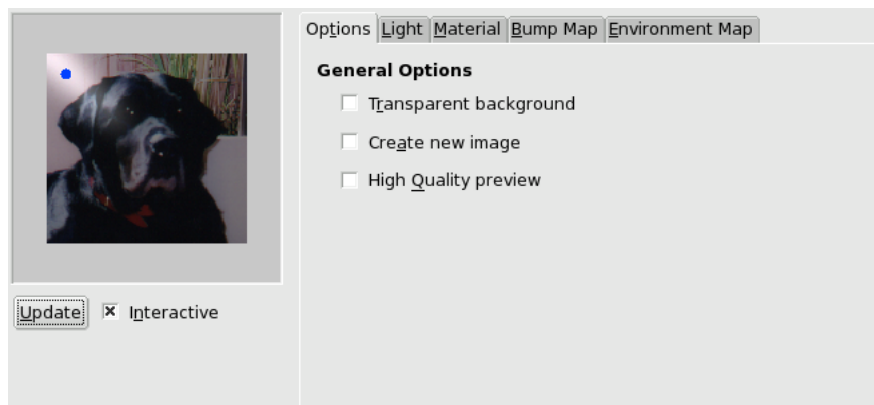 Options Light Material Bump Map Environment Map
General Options
Transparent background
Create new image
High Quality preview
Update Interactive